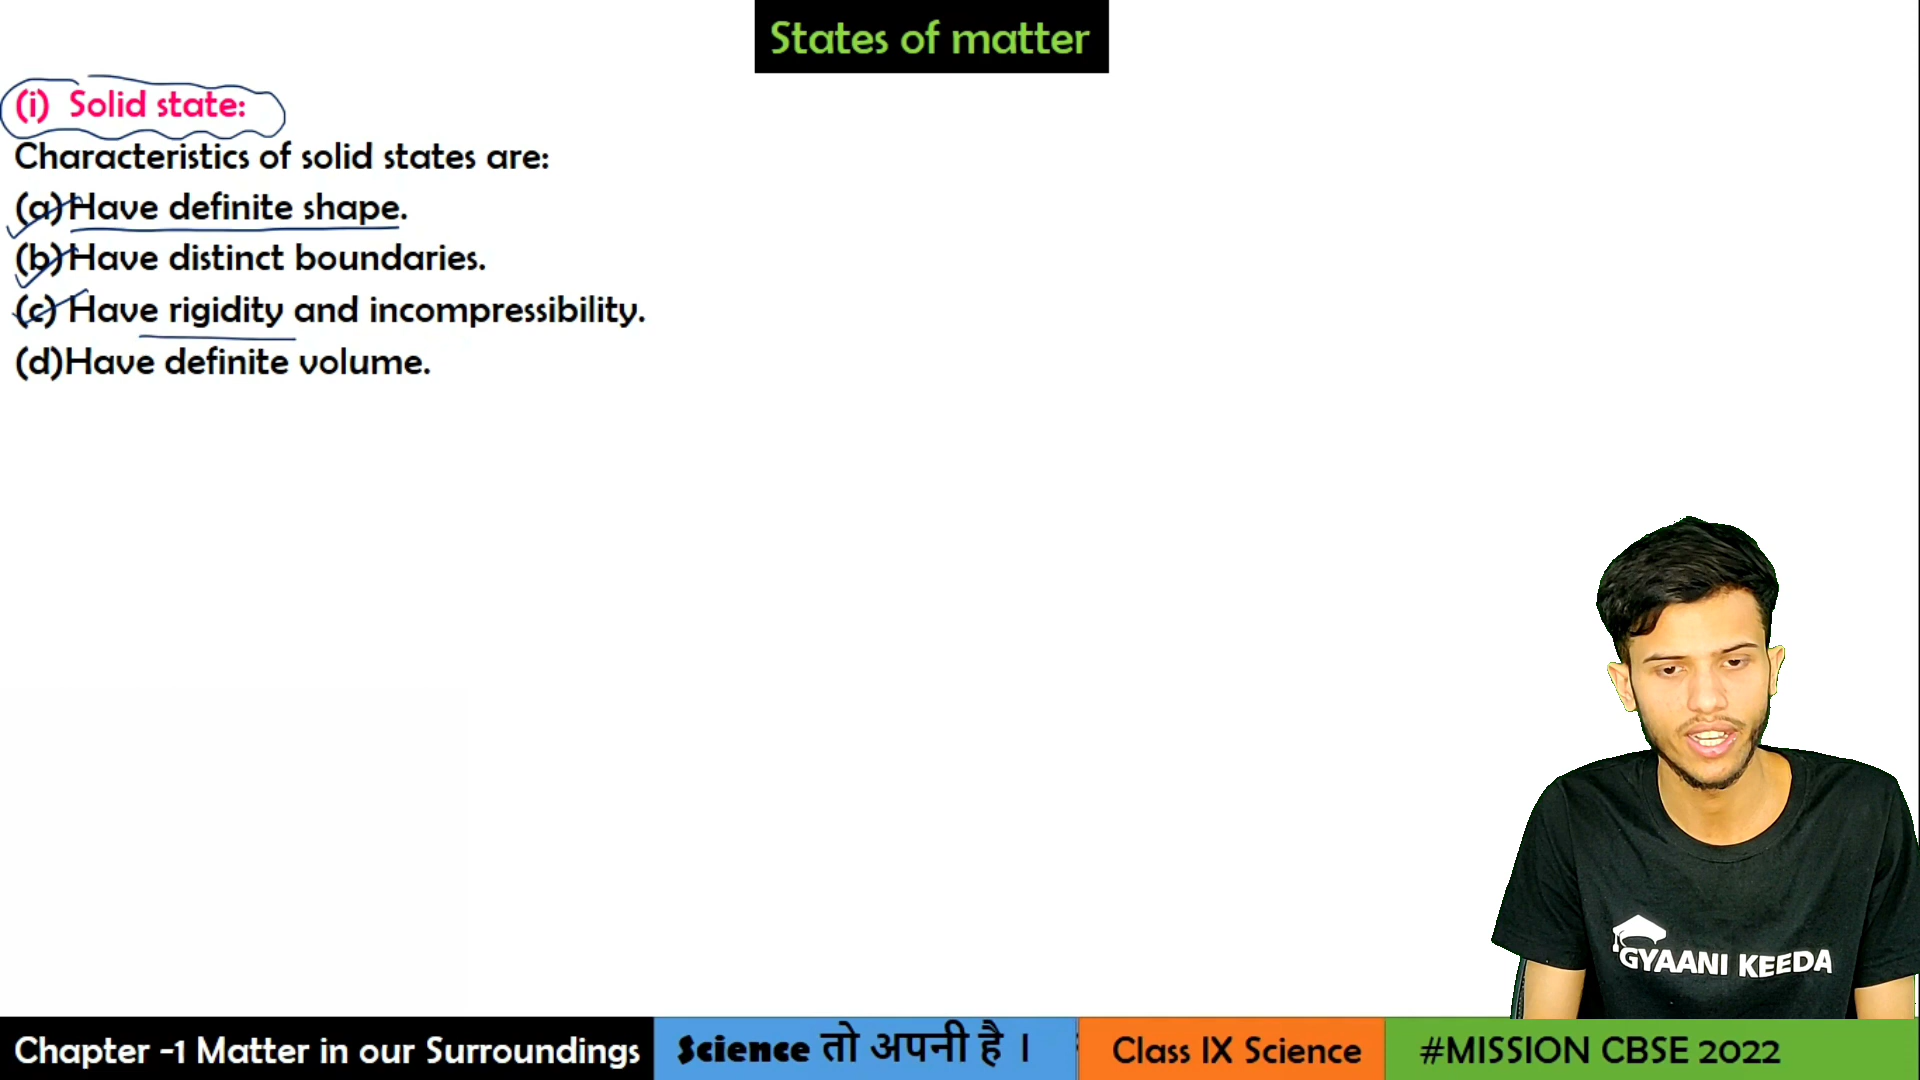 States of matter
(i) Solid state:
Characteristics of solid states are:
(a) Have definite shape.
(b) Have distinct boundaries.
(c) Have rigidity and incompressibility.
(d)Have definite volume.
GYAANI KEEDA
Chapter -1 Matter in our Surroundings
Science तो अपनी है ।
Class IX Science
#MISSION CBSE 2022